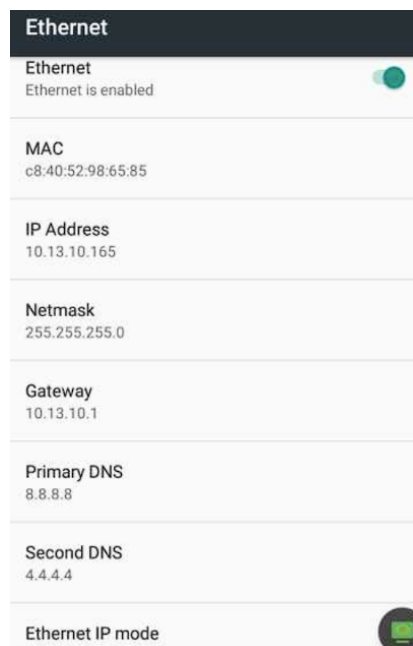 Ethernet
Ethernet
Ethernet is enabled
MAC
c8:40:52:98:65:85
IP Address
10.13.10.165
Netmask
255.255.255.0
Gateway
10.13.10.1
Primary DNS
8.8.8.8
Second DNS
4.4.4.4
Ethernet IP mode